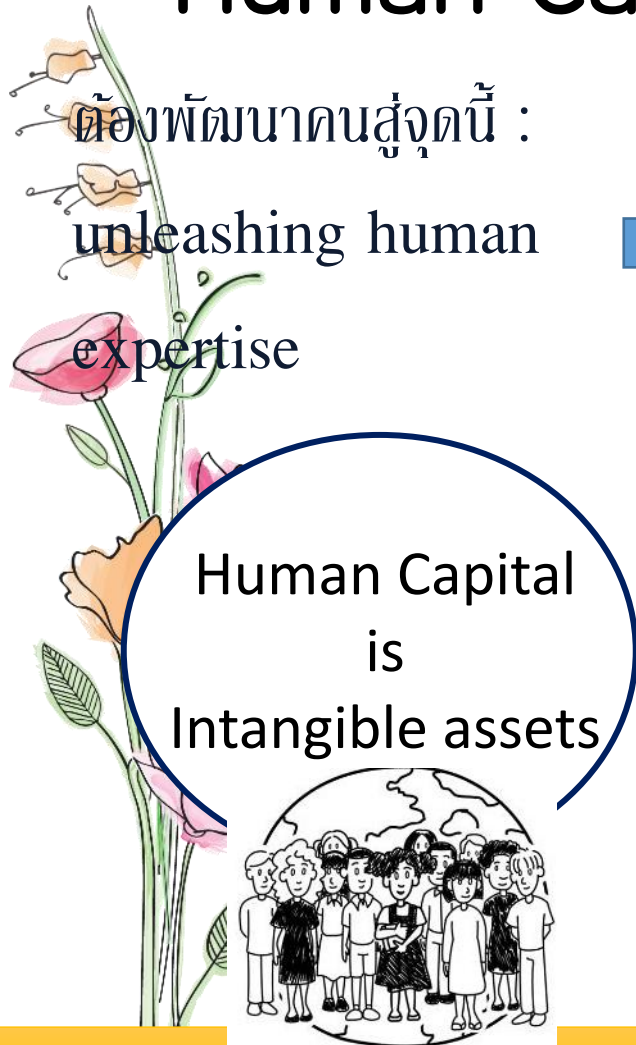 ต้องพัฒนาคนสู่จุดนี้ :
unleashing human
expertise
Human Capital
is
Intangible assets